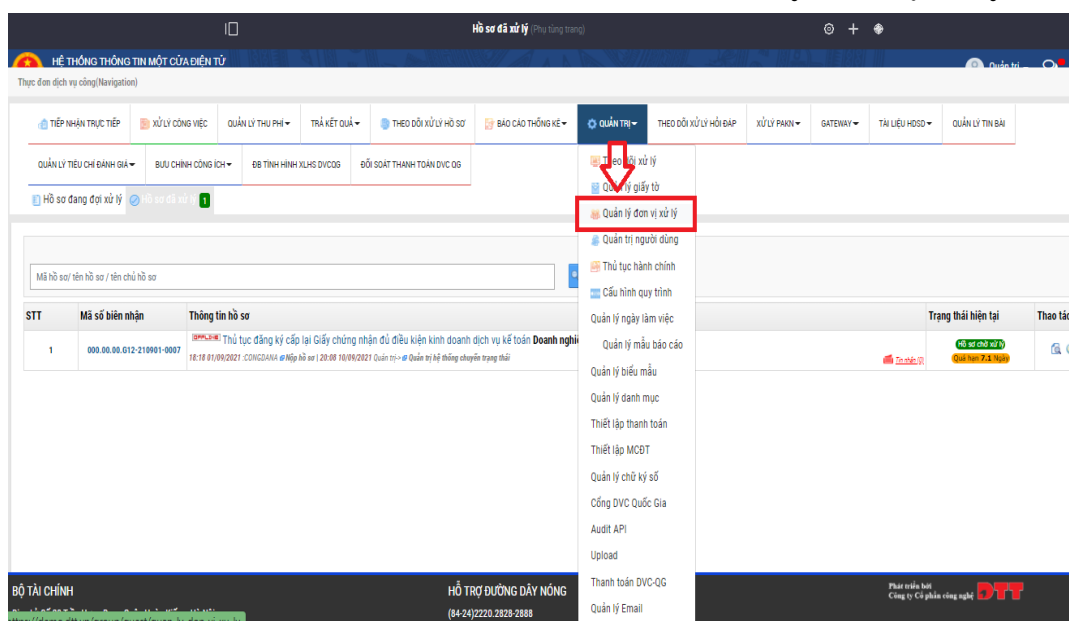 Hồ sơ đã xử lý (Phụ tùng trang)
HỆ THỐNG THÔNG TIN MỘT CỬA ĐIỆN TỬ
Quản trị
Thực đơn dịch vụ công(Navigation)
TIẾP NHẬN TRỰC TIẾP XỬ LÝ CÔNG VIỆC QUẢN LÝ THU PHÍ TRẢ KẾT QUẢ THEO DÕI XỬ LÝ HỒ SƠ BÁO CÁO THỐNG KÊ QUẢN TRỊ THEO DÕI XỬ LÝ HỎI ĐÁP XỬ LÝ PAKN GATEWAY TÀI LIỆU HDSD QUẢN LÝ TIN BÀI
QUẢN LÝ TIÊU CHÍ ĐÁNH GIÁ BƯU CHÍNH CÔNG ÍCH ĐB TÌNH HÌNH XLHS DVCQG ĐỐI SOÁT THANH TOÁN DVC QG
Hồ sơ đang đợi xử lý Hồ sơ đã xử lý 1
Theo dõi xử lý
Quản lý giấy tờ
Quản lý đơn vị xử lý
Quản trị người dùng
Thủ tục hành chính
Cấu hình quy trình
Quản lý ngày làm việc
Quản lý mẫu báo cáo
Quản lý biểu mẫu
Quản lý danh mục
Thiết lập thanh toán
Thiết lập MCĐT
Quản lý chữ ký số
Cổng DVC Quốc Gia
Audit API
Upload
Thanh toán DVC-QG
Quản lý Email
Mã hồ sơ/ tên hồ sơ / tên chủ hồ sơ
STT Mã số biên nhận Thông tin hồ sơ Trạng thái hiện tại Thao tác
1 000.00.00.G12-210901-0007 OFFLINE Thủ tục đăng ký cấp lại Giấy chứng nhận đủ điều kiện kinh doanh dịch vụ kế toán Doanh nghi
18:18 01/09/2021 :CONGDANA Nộp hồ sơ | 20:08 10/09/2021 Quản trị-> Quản trị hệ thống chuyển trạng thái
Tin nhắn (0)
Hồ sơ chờ xử lý
Quá hạn 7.1 Ngày
BỘ TÀI CHÍNH
HỖ TRỢ ĐƯỜNG DÂY NÓNG
(84-24)2220.2828-2888
Phát triển bởi
Công ty Cổ phần công nghệ DTT